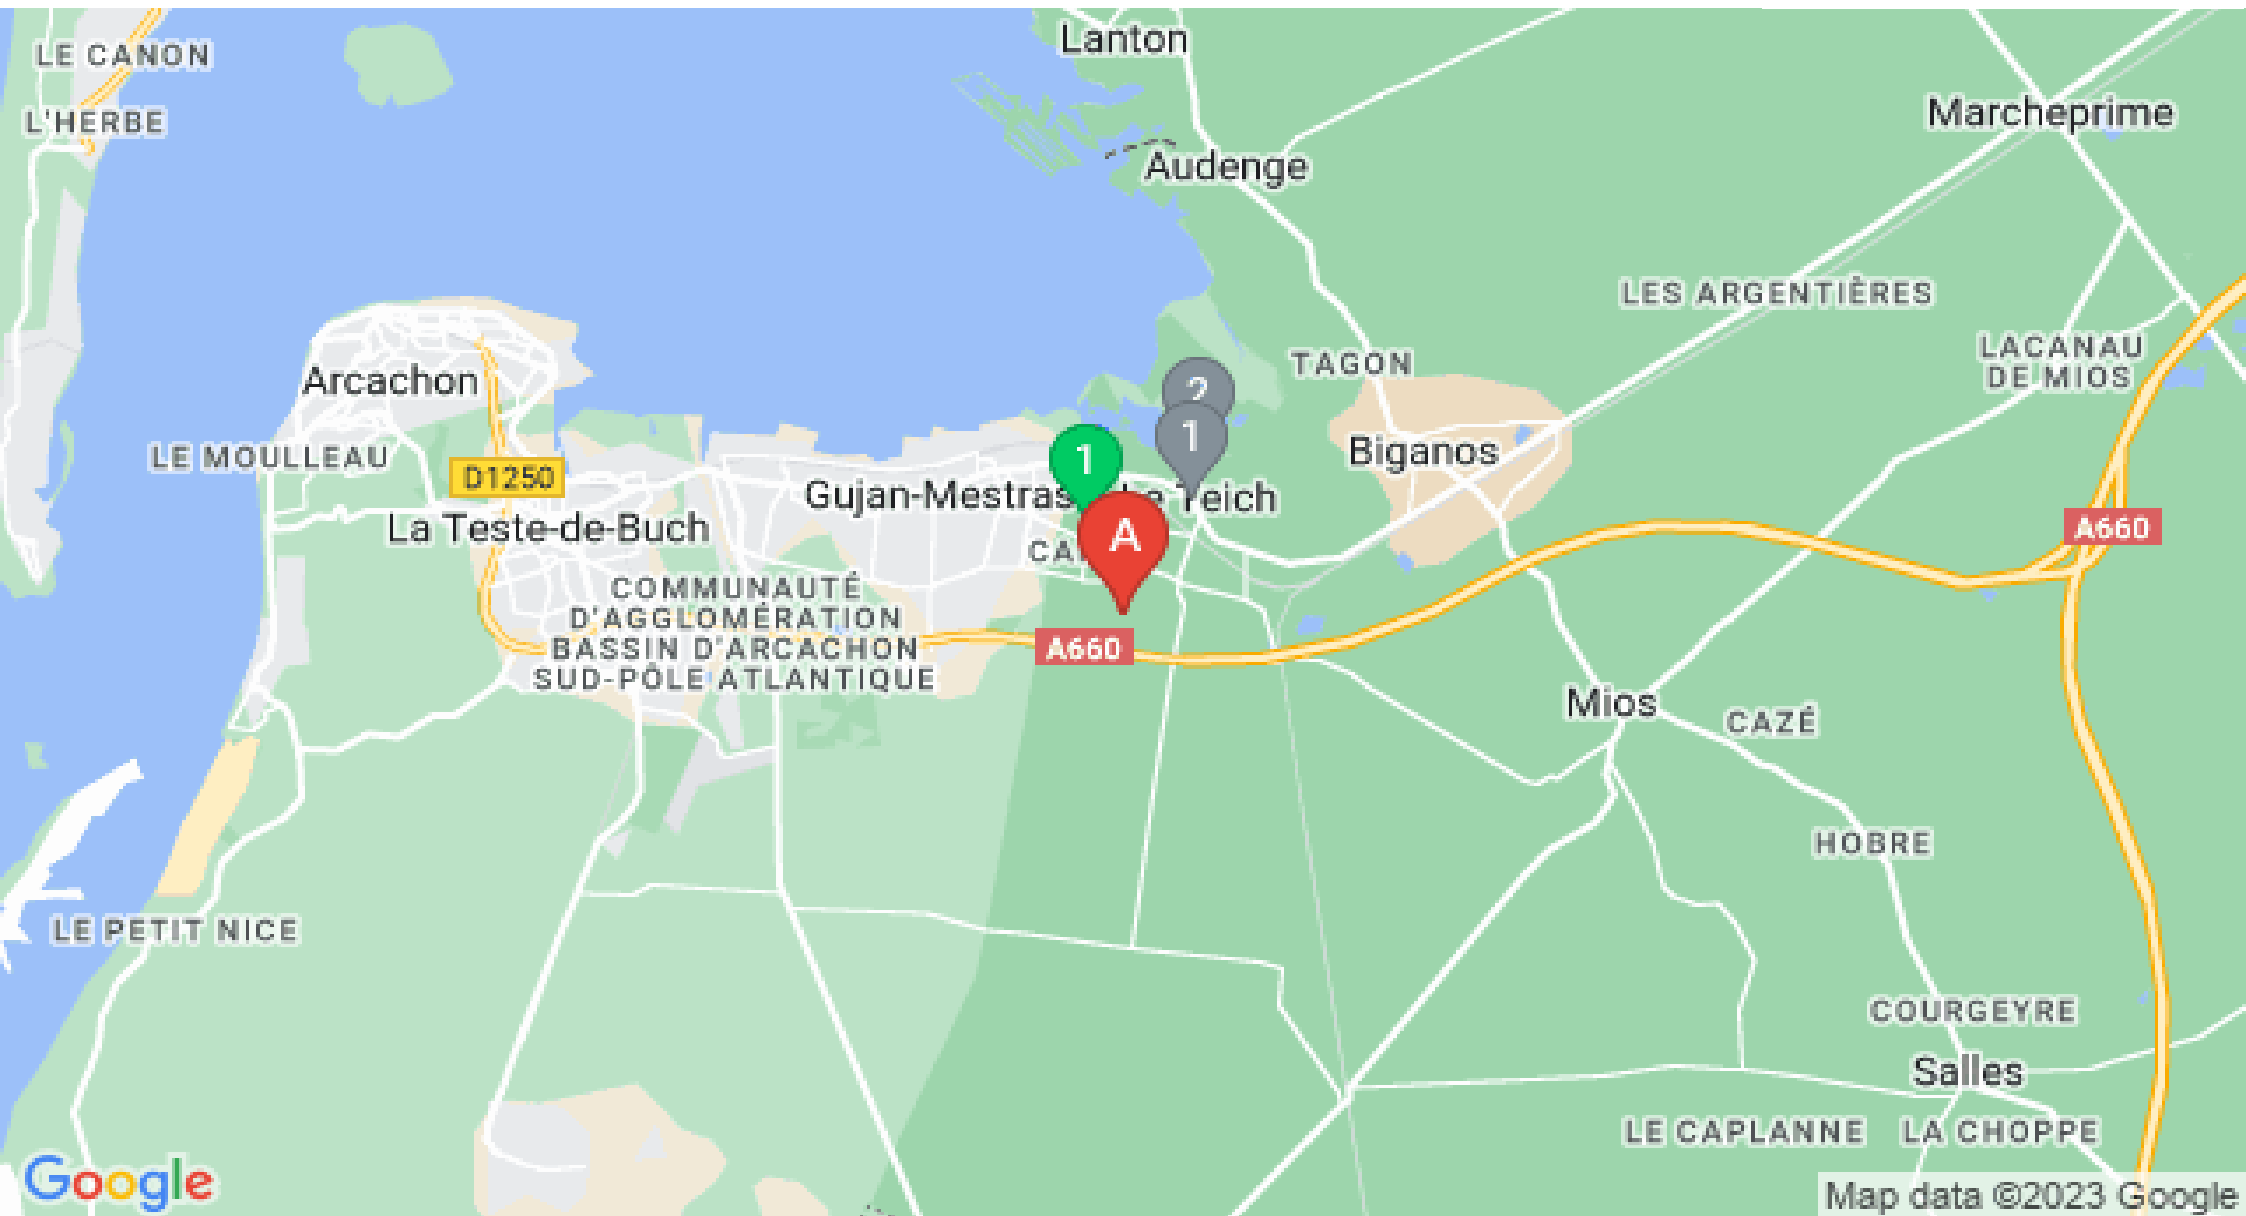 LE CANON
Lanton
L'HERBE
Marcheprime
Audenge
LES ARGENTIÈRES
TAGON
LACANAU
DE MIOS
Arcachon
2
1
1
LE MOULLEAU
D1250
Biganos
Gujan-Mestras
Le Teich
La Teste-de-Buch
A
A660
COMMUNAUTÉ
D'AGGLOMÉRATION
BASSIN D'ARCACHON
SUD-PÔLE ATLANTIQUE
A660
Mios
CAZÉ
HOBRE
LE PETIT NICE
COURGEYRE
Salles
LE CAPLANNE
LA CHOPPE
Google
Map data ©2023 Google